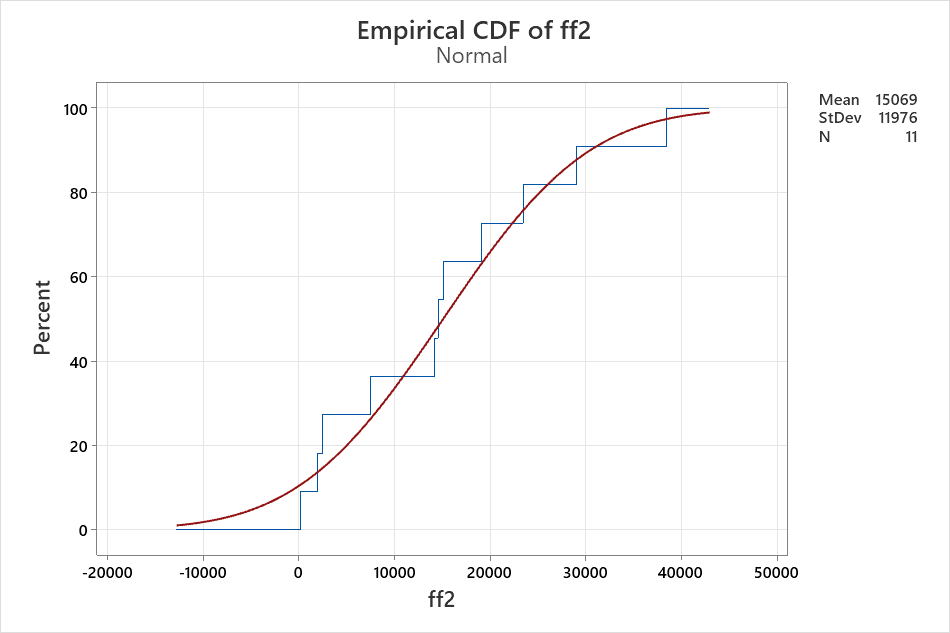 Empirical CDF of ff2
Normal
Mean 15069
StDev 11976
N 11
100
80
60
40
20
0
Percent
-20000 -10000 0 10000 20000 30000 40000 50000
ff2